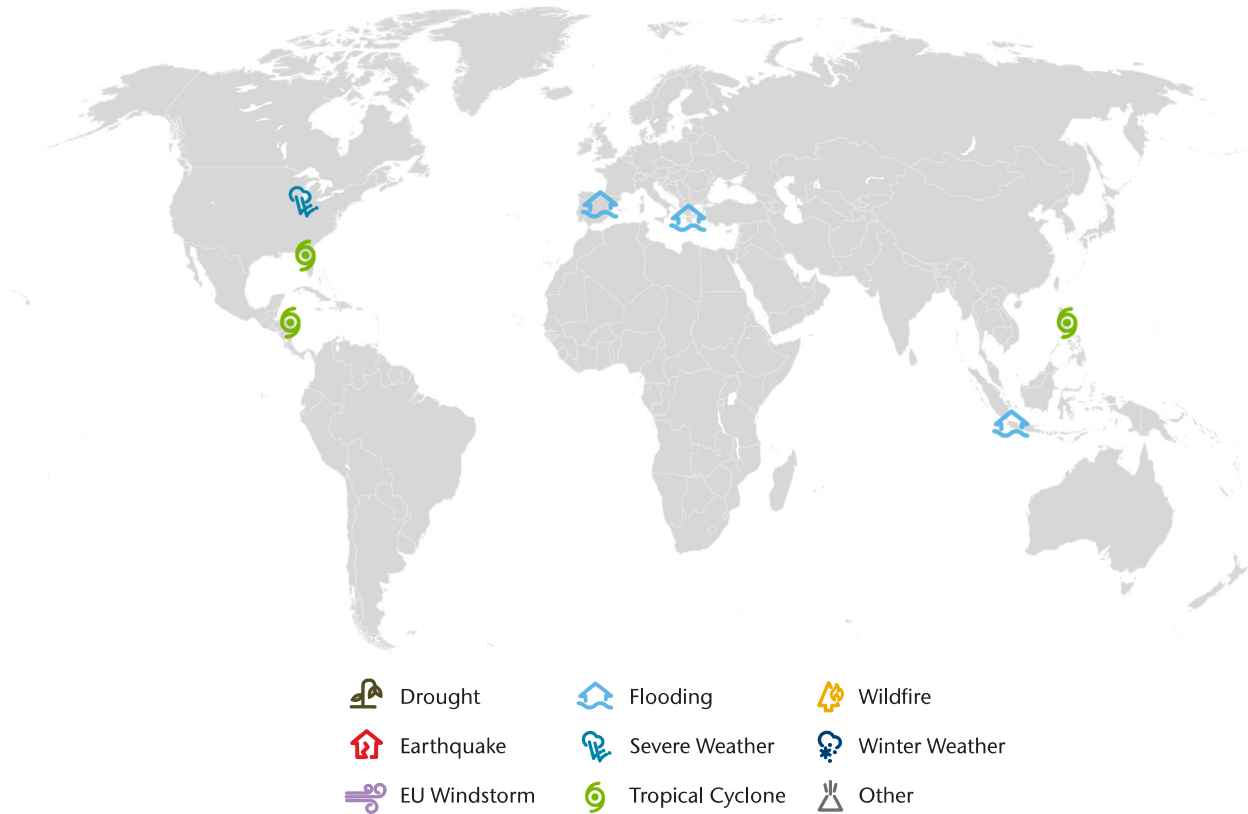 Drought
Flooding
Wildfire
Earthquake
Severe Weather
Winter Weather
EU Windstorm
Tropical Cyclone
Other